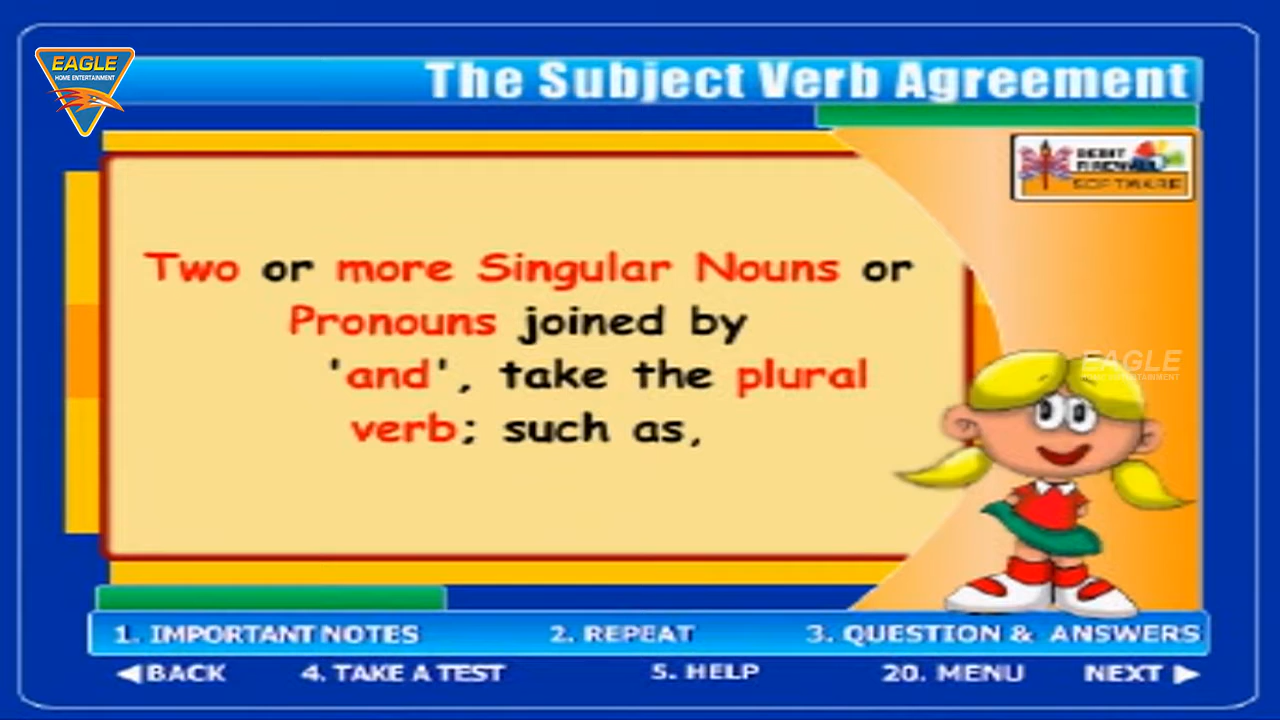 EAGLE
HOME ENTERTAINMENT
The Subject Verb Agreement
SOFTWARE
Two or more Singular Nouns or
Pronouns joined by
'and', take the plural
verb; such as,
EAGLE
HOME ENTERTAINMENT
1. IMPORTANT NOTES 2. REPEAT 3. QUESTION & ANSWERS
◀BACK 4. TAKE A TEST 5. HELP 20. MENU NEXT▶